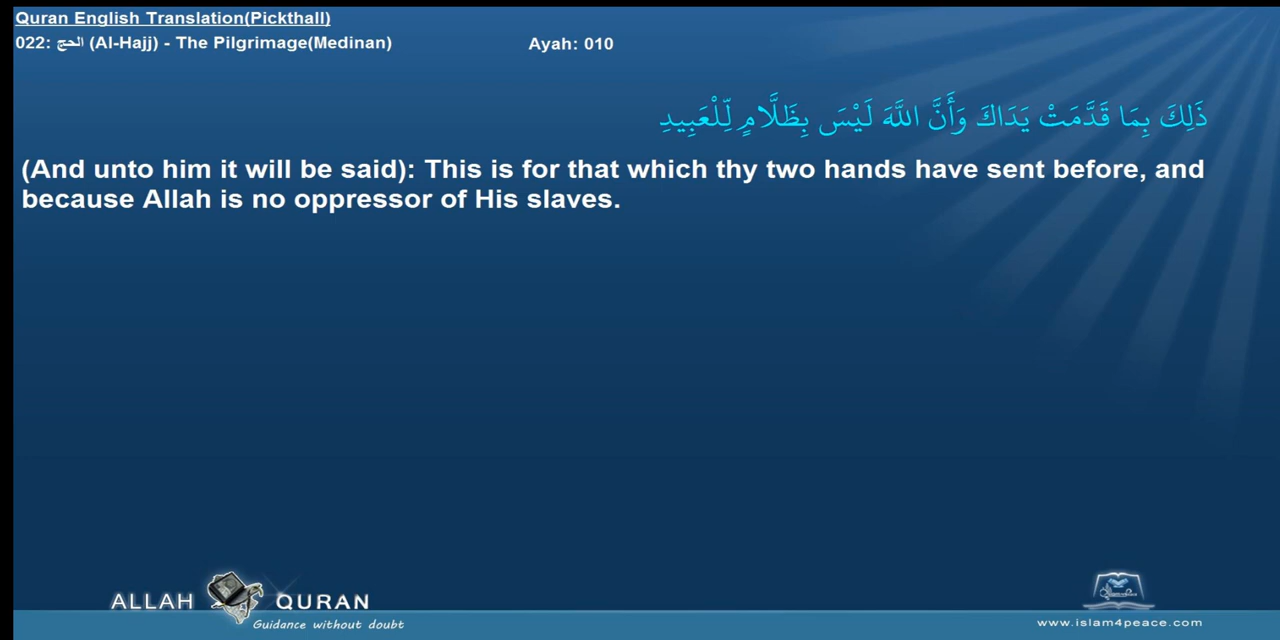 Quran English Translation(Pickthall)
022: الحج (Al-Hajj) - The Pilgrimage(Medinan) Ayah: 010
ذَٰلِكَ بِمَا قَدَّمَتْ يَدَاكَ وَأَنَّ اللَّهَ لَيْسَ بِظَلَّامٍ لِّلْعَبِيدِ
(And unto him it will be said): This is for that which thy two hands have sent before, and
because Allah is no oppressor of His slaves.
ALLAH QURAN
Guidance without doubt
www.islam4peace.com